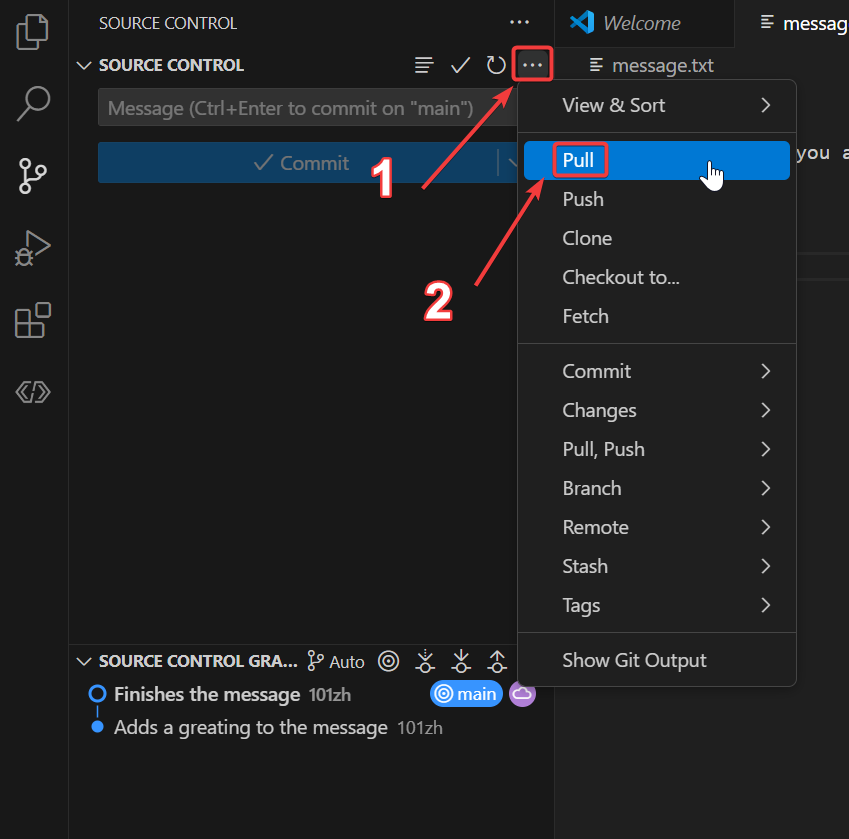 SOURCE CONTROL
Welcome
messag
SOURCE CONTROL
message.txt
Message (Ctrl+Enter to commit on "main")
Commit
1
2
View & Sort
Pull
you a
Push
Clone
Checkout to...
Fetch
Commit
Changes
Pull, Push
Branch
Remote
Stash
Tags
Show Git Output
SOURCE CONTROL GRA...
Auto
Finishes the message 101zh
main
Adds a greating to the message 101zh